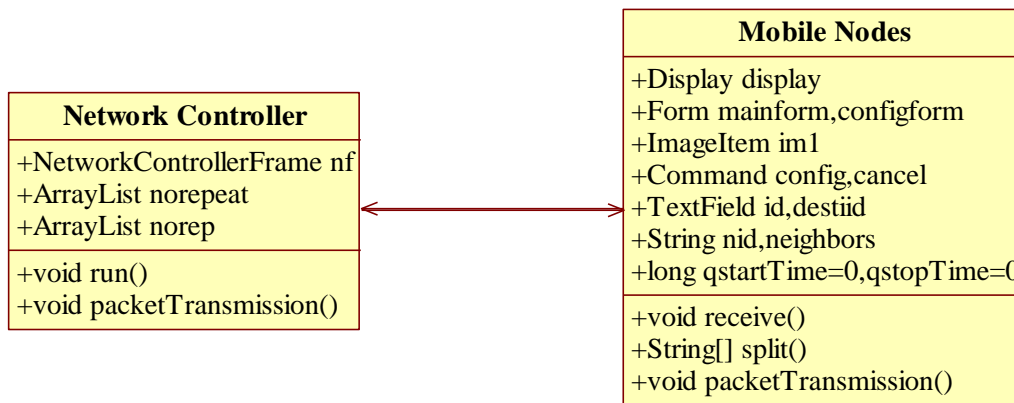 Network Controller
+NetworkControllerFrame nf
+ArrayList norepeat
+ArrayList norep
+void run()
+void packetTransmission()
Mobile Nodes
+Display display
+Form mainform,configform
+ImageItem im1
+Command config,cancel
+TextField id,destiid
+String nid,neighbors
+long qstartTime=0,qstopTime=0
+void receive()
+String[] split()
+void packetTransmission()